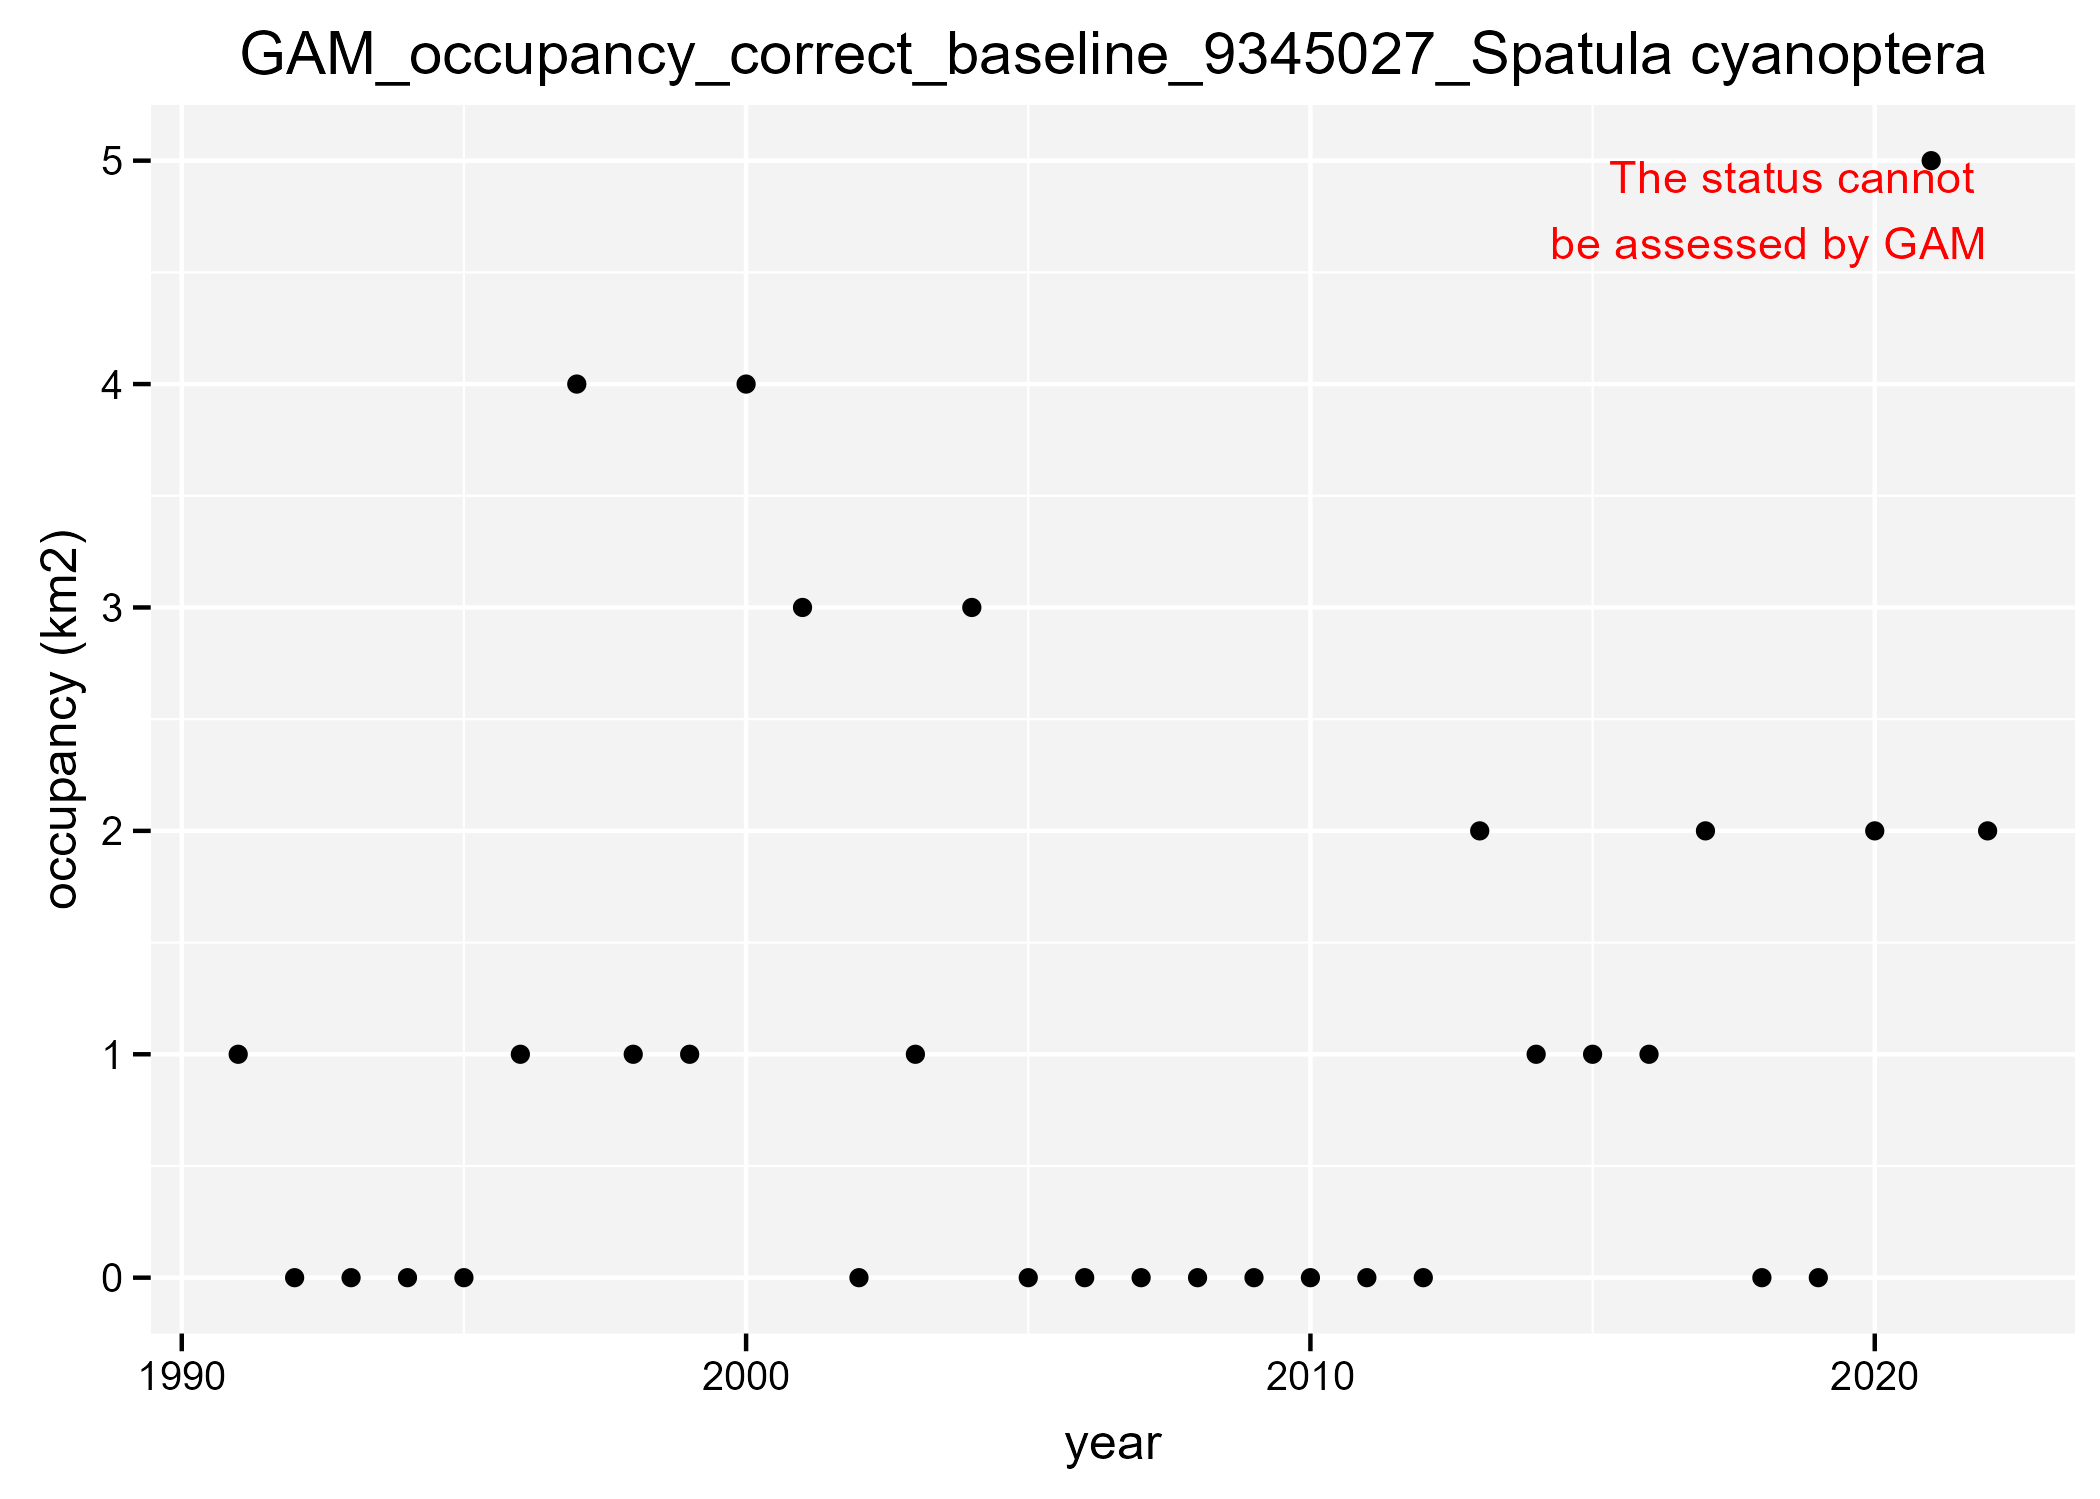 GAM_occupancy_correct_baseline_9345027_Spatula cyanoptera
The status cannot
be assessed by GAM
occupancy (km2)
5
4
3
2
1
0
1990 2000 2010 2020
year